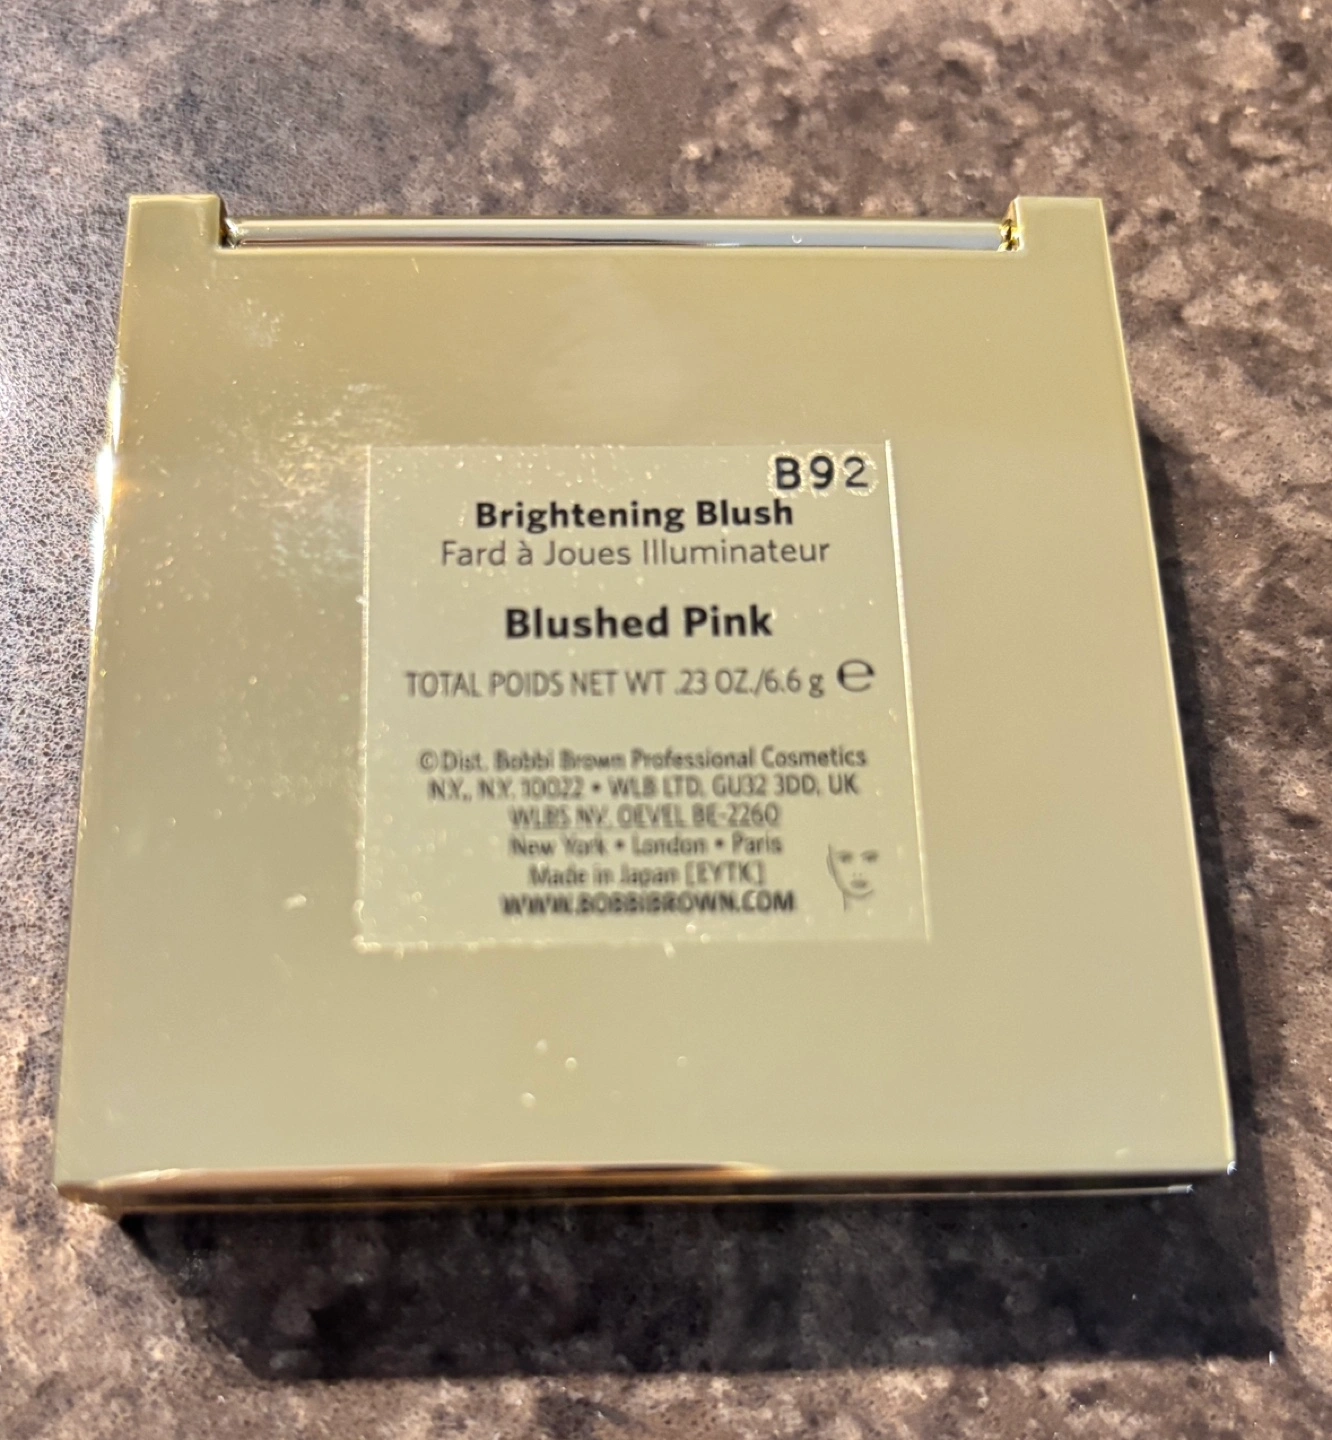 B92
Brightening Blush
Fard à Joues Illuminateur
Blushed Pink
TOTAL POIDS NET WT .23 OZ./6.6 g ℮
©Dist. Bobbi Brown Professional Cosmetics
N.Y., N.Y. 10022 • WLB LTD, GU32 3DD, UK
WLBS NV. OEVEL BE-2260
New York • London • Paris
Made in Japan [EYTK]
WWW.BOBBIBROWN.COM